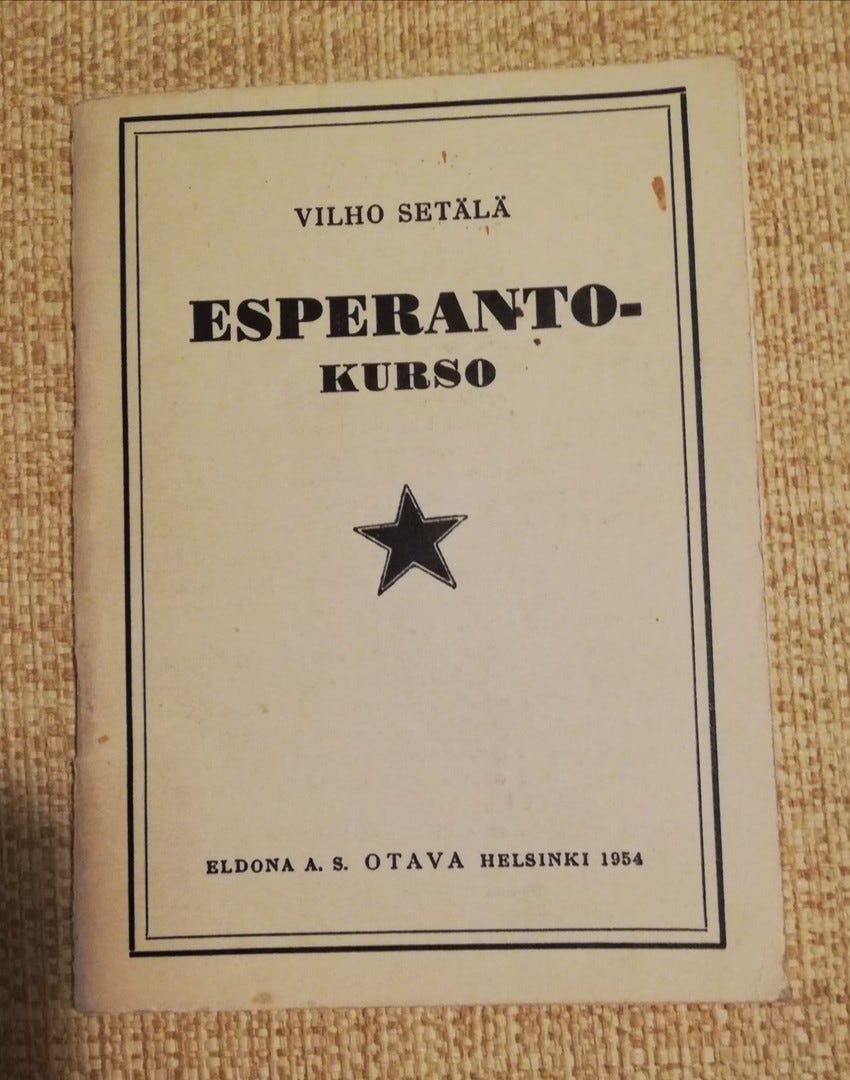 VILHO SETÄLÄ
ESPERANTO-
KURSO
ELDONA A. S. OTAVA HELSINKI 1954